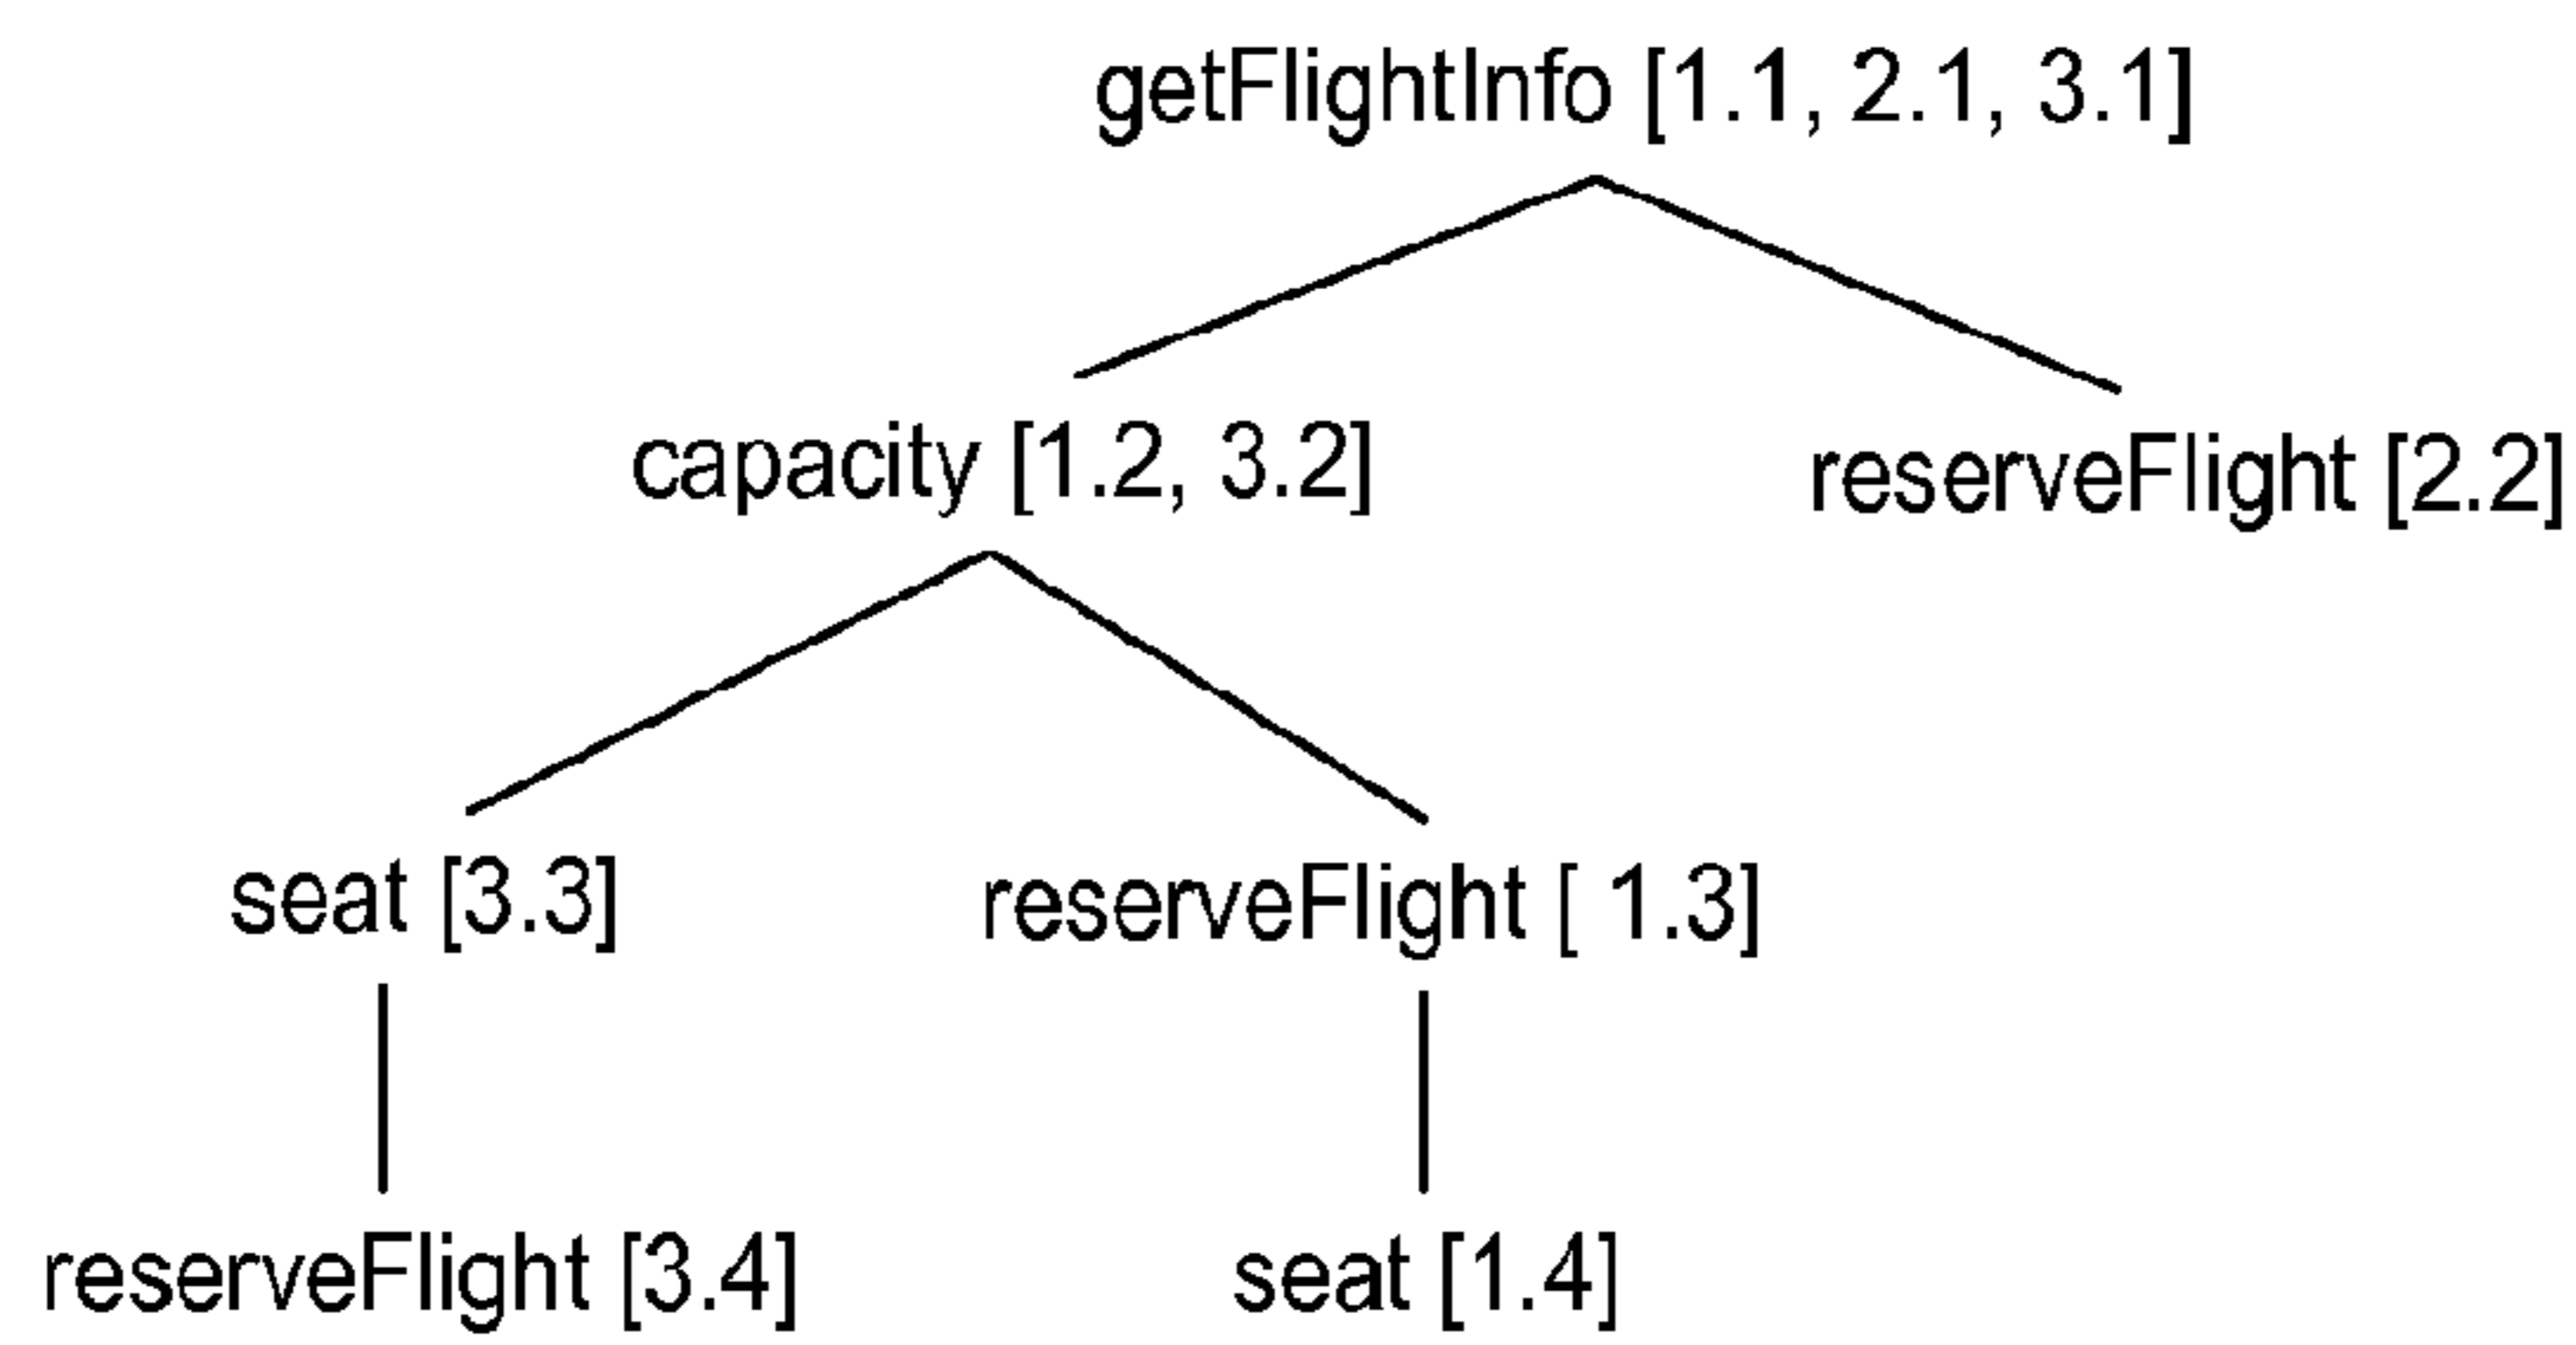 getFlightInfo [1.1, 2.1, 3.1]
capacity [1.2, 3.2]
reserveFlight [2.2]
seat [3.3]
reserveFlight [ 1.3]
reserveFlight [3.4]
seat [1.4]